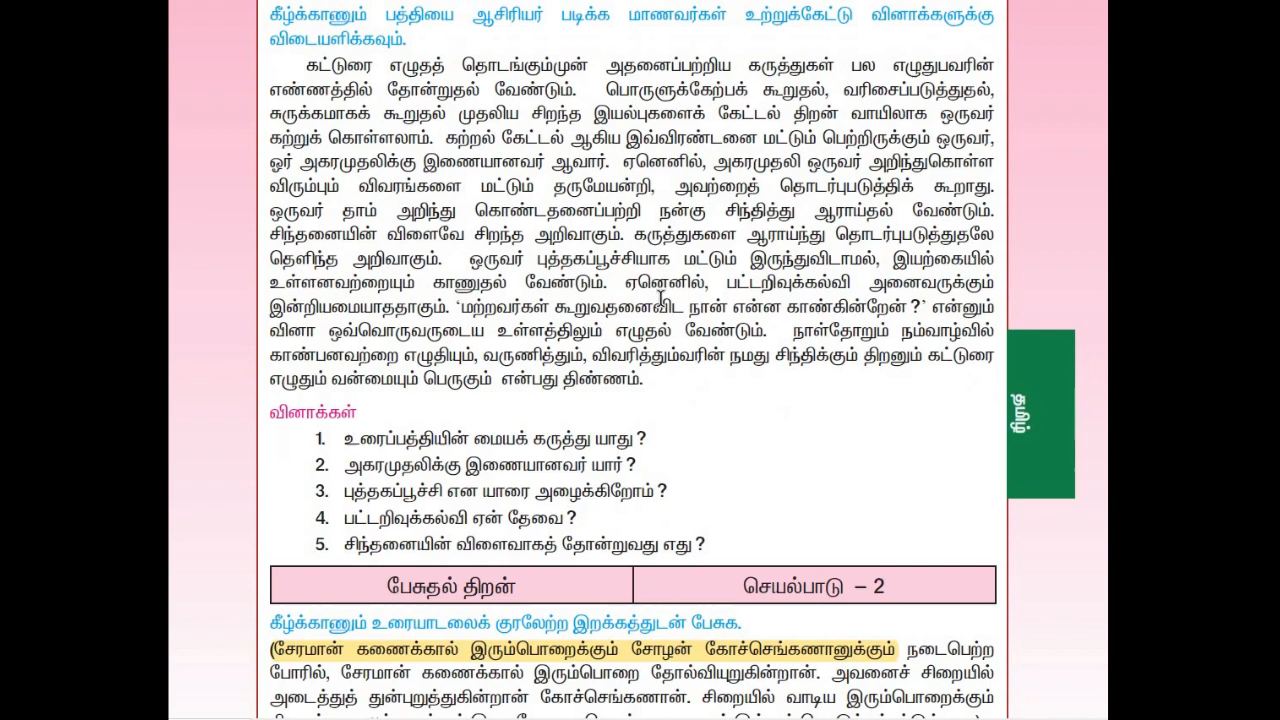 கீழ்க்காணும் பத்தியை ஆசிரியர் படிக்க மாணவர்கள் உற்றுக்கேட்டு வினாக்களுக்கு
விடையளிக்கவும்.
கட்டுரை எழுதத் தொடங்கும்முன் அதனைப்பற்றிய கருத்துகள் பல எழுதுபவரின்
எண்ணத்தில் தோன்றுதல் வேண்டும். பொருளுக்கேற்பக் கூறுதல், வரிசைப்படுத்துதல்,
சுருக்கமாகக் கூறுதல் முதலிய சிறந்த இயல்புகளைக் கேட்டல் திறன் வாயிலாக ஒருவர்
கற்றுக் கொள்ளலாம். கற்றல் கேட்டல் ஆகிய இவ்விரண்டனை மட்டும் பெற்றிருக்கும் ஒருவர்,
ஓர் அகரமுதலிக்கு இணையானவர் ஆவார். ஏனெனில், அகரமுதலி ஒருவர் அறிந்துகொள்ள
விரும்பும் விவரங்களை மட்டும் தருமேயன்றி, அவற்றைத் தொடர்புபடுத்திக் கூறாது.
ஒருவர் தாம் அறிந்து கொண்டதனைப்பற்றி நன்கு சிந்தித்து ஆராய்தல் வேண்டும்.
சிந்தனையின் விளைவே சிறந்த அறிவாகும். கருத்துகளை ஆராய்ந்து தொடர்புபடுத்துதலே
தெளிந்த அறிவாகும். ஒருவர் புத்தகப்பூச்சியாக மட்டும் இருந்துவிடாமல், இயற்கையில்
உள்ளனவற்றையும் காணுதல் வேண்டும். ஏனெனில், பட்டறிவுக்கல்வி அனைவருக்கும்
இன்றியமையாததாகும். ‘மற்றவர்கள் கூறுவதனைவிட நான் என்ன காண்கின்றேன் ?’ என்னும்
வினா ஒவ்வொருவருடைய உள்ளத்திலும் எழுதல் வேண்டும். நாள்தோறும் நம்வாழ்வில்
காண்பனவற்றை எழுதியும், வருணித்தும், விவரித்தும்வரின் நமது சிந்திக்கும் திறனும் கட்டுரை
எழுதும் வன்மையும் பெருகும் என்பது திண்ணம்.
வினாக்கள்
1. உரைப்பத்தியின் மையக் கருத்து யாது ?
2. அகரமுதலிக்கு இணையானவர் யார் ?
3. புத்தகப்பூச்சி என யாரை அழைக்கிறோம் ?
4. பட்டறிவுக்கல்வி ஏன் தேவை ?
5. சிந்தனையின் விளைவாகத் தோன்றுவது எது ?
பேசுதல் திறன் செயல்பாடு – 2
கீழ்க்காணும் உரையாடலைக் குரலேற்ற இறக்கத்துடன் பேசுக.
(சேரமான் கணைக்கால் இரும்பொறைக்கும் சோழன் கோச்செங்கணானுக்கும் நடைபெற்ற
போரில், சேரமான் கணைக்கால் இரும்பொறை தோல்வியுறுகின்றான். அவனைச் சிறையில்
அடைத்துத் துன்புறுத்துகின்றான் கோச்செங்கணான். சிறையில் வாடிய இரும்பொறைக்கும்
தமிழ்